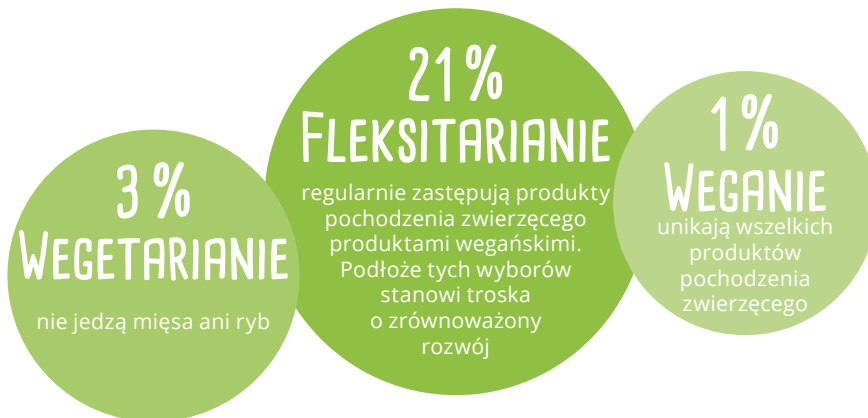 3 %
WEGETARIANIE
nie jedzą mięsa ani ryb
21 %
FLEKSITARIANIE
regularnie zastępują produkty
pochodzenia zwierzęcego
produktami wegańskimi.
Podłoże tych wyborów
stanowi troska
o zrównoważony
rozwój
1 %
WEGANIE
unikają wszelkich
produktów
pochodzenia
zwierzęcego